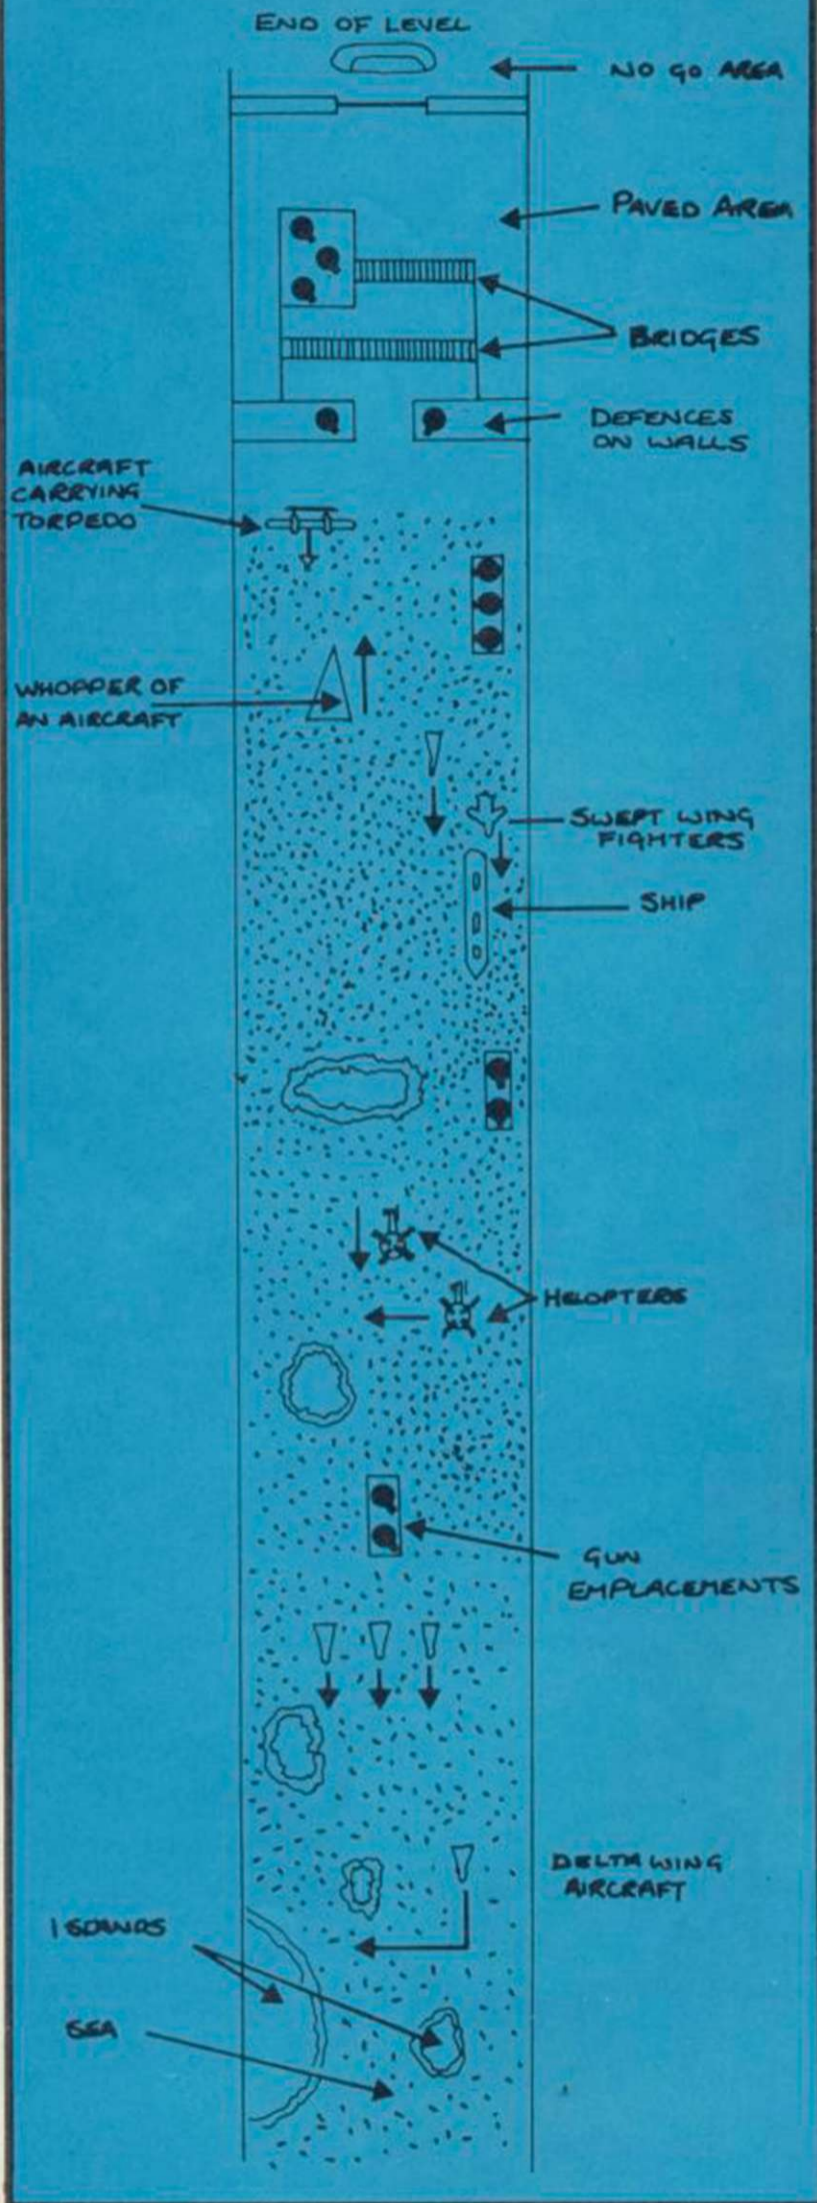 END OF LEVEL
NO GO AREA
PAVED AREA
BRIDGES
DEFENCES
ON WALLS
AIRCRAFT
CARRYING
TORPEDO
WHOPPER OF
AN AIRCRAFT
SWEPT WING
FIGHTERS
SHIP
HELOPTERS
GUN
EMPLACEMENTS
DELTA WING
AIRCRAFT
ISLANDS
SEA